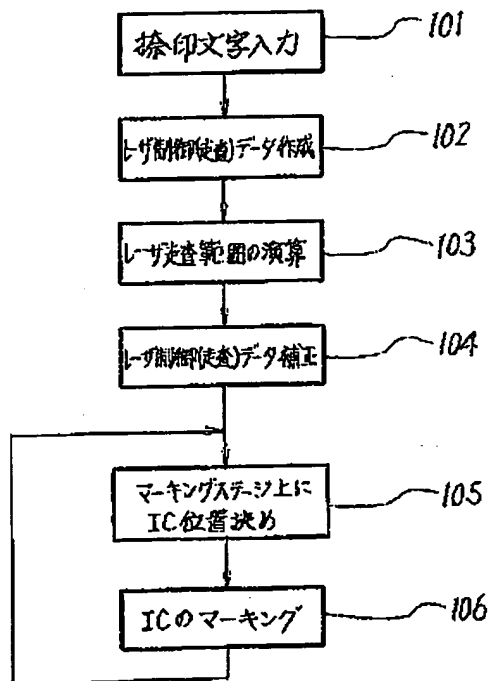 捺印文字入力
101
レーザ制御(走査)データ作成
102
レーザ走査範囲の演算
103
レーザ制御(走査)データ補正
104
マーキングステージ上に
IC位置決め
105
ICのマーキング
106